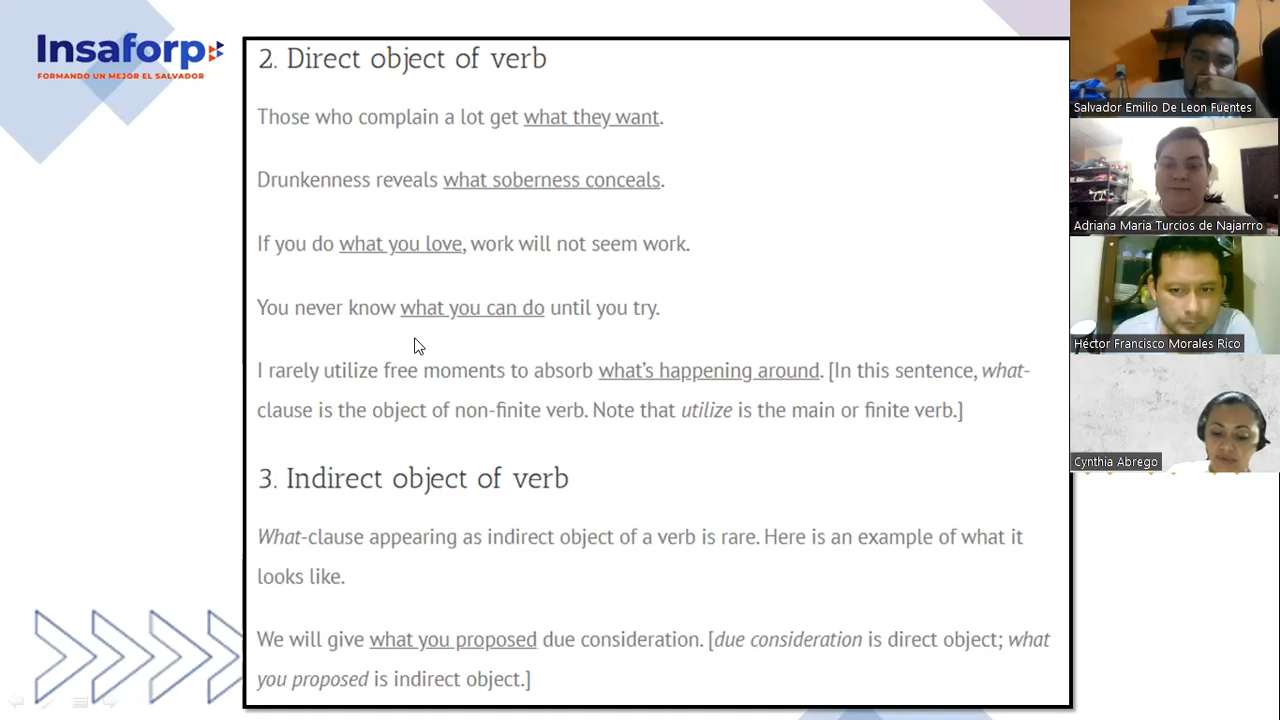 Insaforp
FORMANDO UN MEJOR EL SALVADOR
2. Direct object of verb
Those who complain a lot get what they want.
Drunkenness reveals what soberness conceals.
If you do what you love, work will not seem work.
You never know what you can do until you try.
I rarely utilize free moments to absorb what's happening around. [In this sentence, what-
clause is the object of non-finite verb. Note that utilize is the main or finite verb.]
3. Indirect object of verb
What-clause appearing as indirect object of a verb is rare. Here is an example of what it
looks like.
We will give what you proposed due consideration. [due consideration is direct object; what
you proposed is indirect object.]
Salvador Emilio De Leon Fuentes
Adriana Maria Turcios de Najarrro
Héctor Francisco Morales Rico
Cynthia Abrego